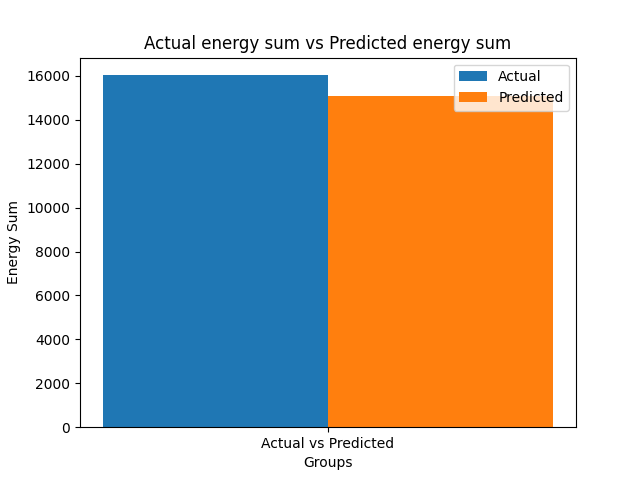 Actual energy sum vs Predicted energy sum
Actual
Predicted
16000
14000
12000
10000
8000
6000
4000
2000
0
Energy Sum
Actual vs Predicted
Groups